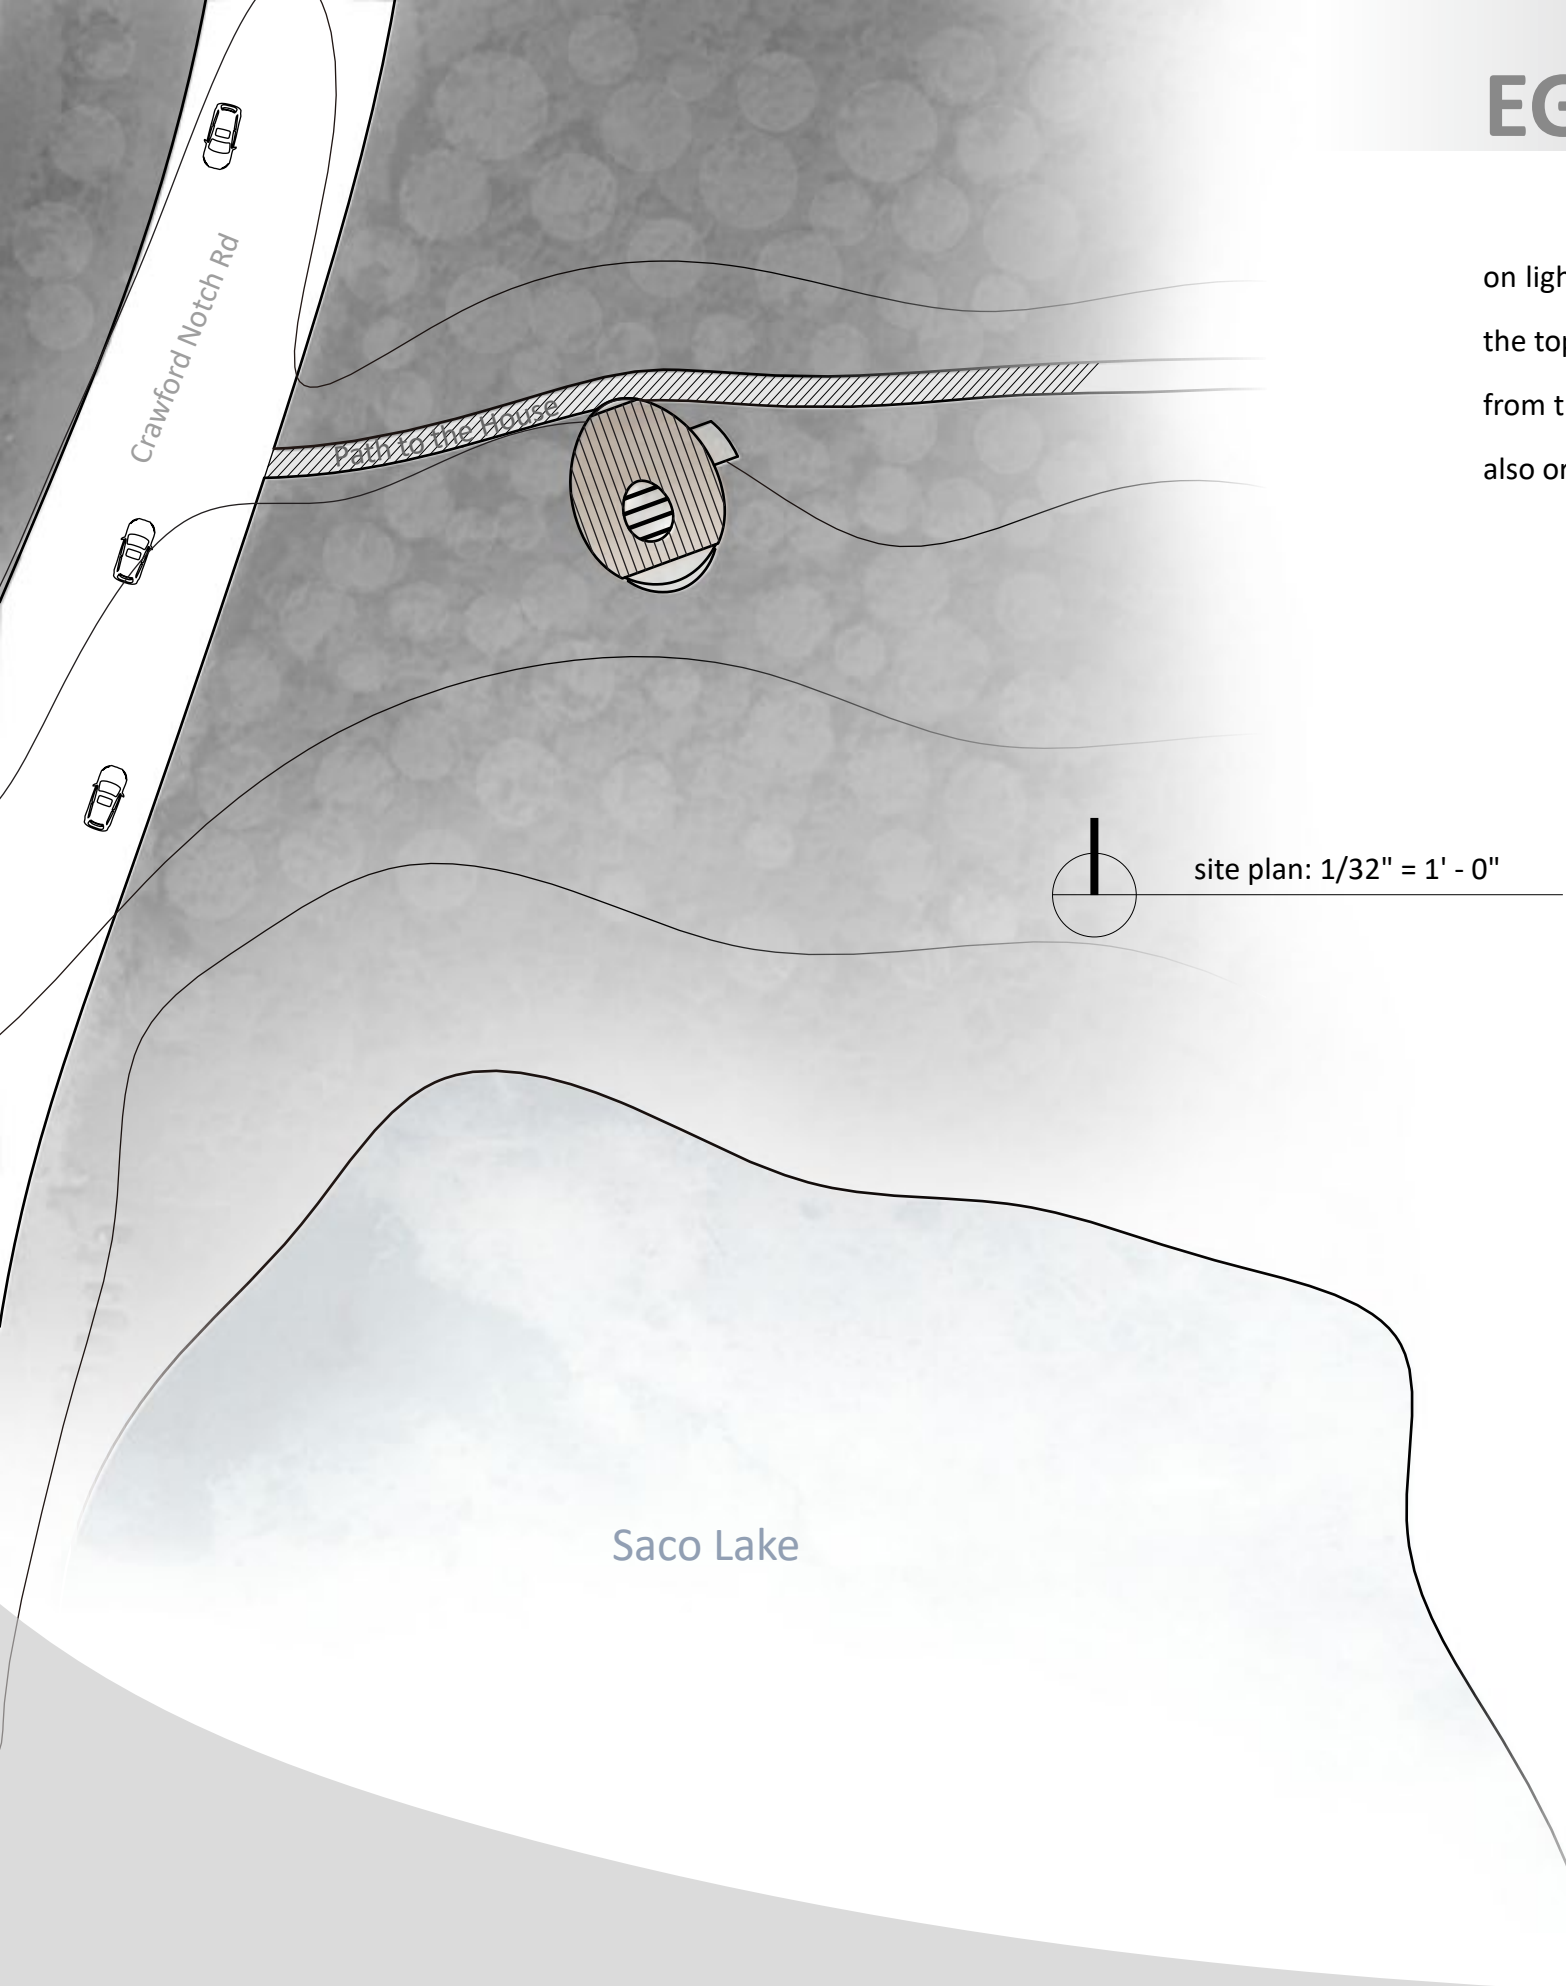 EG
Crawford Notch Rd
on ligh
the top
from t
also or
Path to the House
site plan: 1/32" = 1' - 0"
Saco Lake